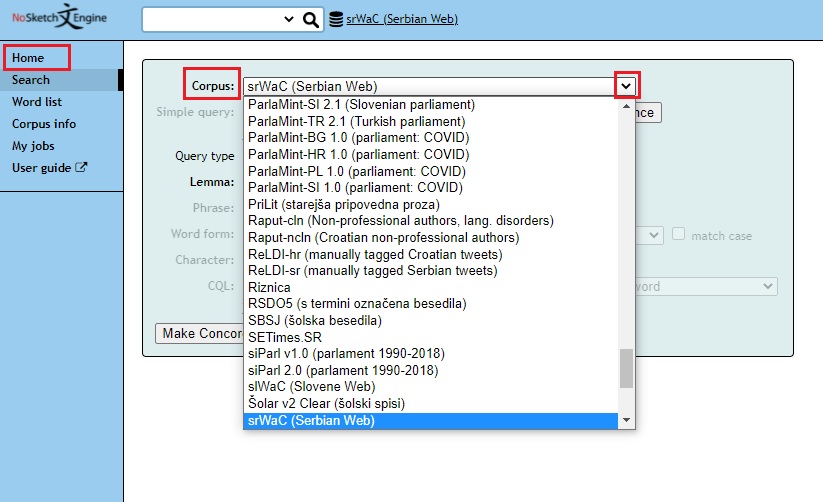 NoSketch Engine
srWaC (Serbian Web)
Home
Search
Word list
Corpus info
My jobs
User guide
Corpus: srWaC (Serbian Web)
Simple query:
Query type
Lemma:
Phrase:
Word form: match case
Character:
CQL:
ParlaMint-SI 2.1 (Slovenian parliament)
ParlaMint-TR 2.1 (Turkish parliament)
ParlaMint-BG 1.0 (parliament: COVID)
ParlaMint-HR 1.0 (parliament: COVID)
ParlaMint-PL 1.0 (parliament: COVID)
ParlaMint-SI 1.0 (parliament: COVID)
PriLit (starejša pripovedna proza)
Raput-cln (Non-professional authors, lang. disorders)
Raput-ncln (Croatian non-professional authors)
ReLDI-hr (manually tagged Croatian tweets)
ReLDI-sr (manually tagged Serbian tweets)
Riznica
RSDO5 (s termini označena besedila)
SBSJ (šolska besedila)
SETimes.SR
siParl v1.0 (parlament 1990-2018)
siParl 2.0 (parlament 1990-2018)
slWaC (Slovene Web)
Šolar v2 Clear (šolski spisi)
srWaC (Serbian Web)
Make Concor